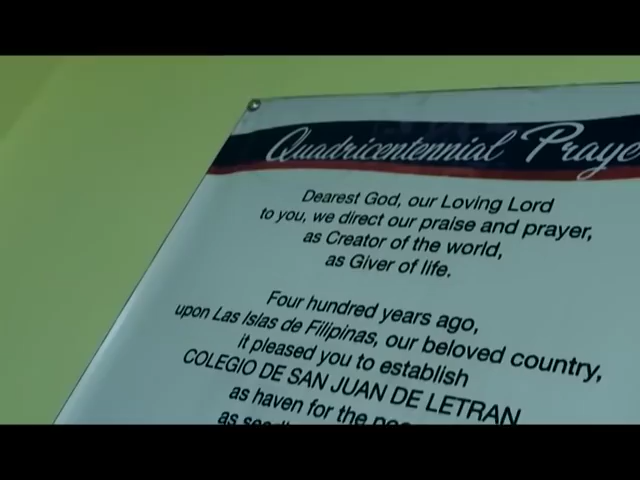 Quadricentennial
Dearest God, our Loving Lord
to you, we direct our praise and prayer,
as Creator of the world,
as Giver of life.
Four hundred years ago,
upon Las Islas de Filipinas, our beloved country,
it pleased you to establish
COLEGIO DE SAN JUAN DE LETRAN
as haven for the
as